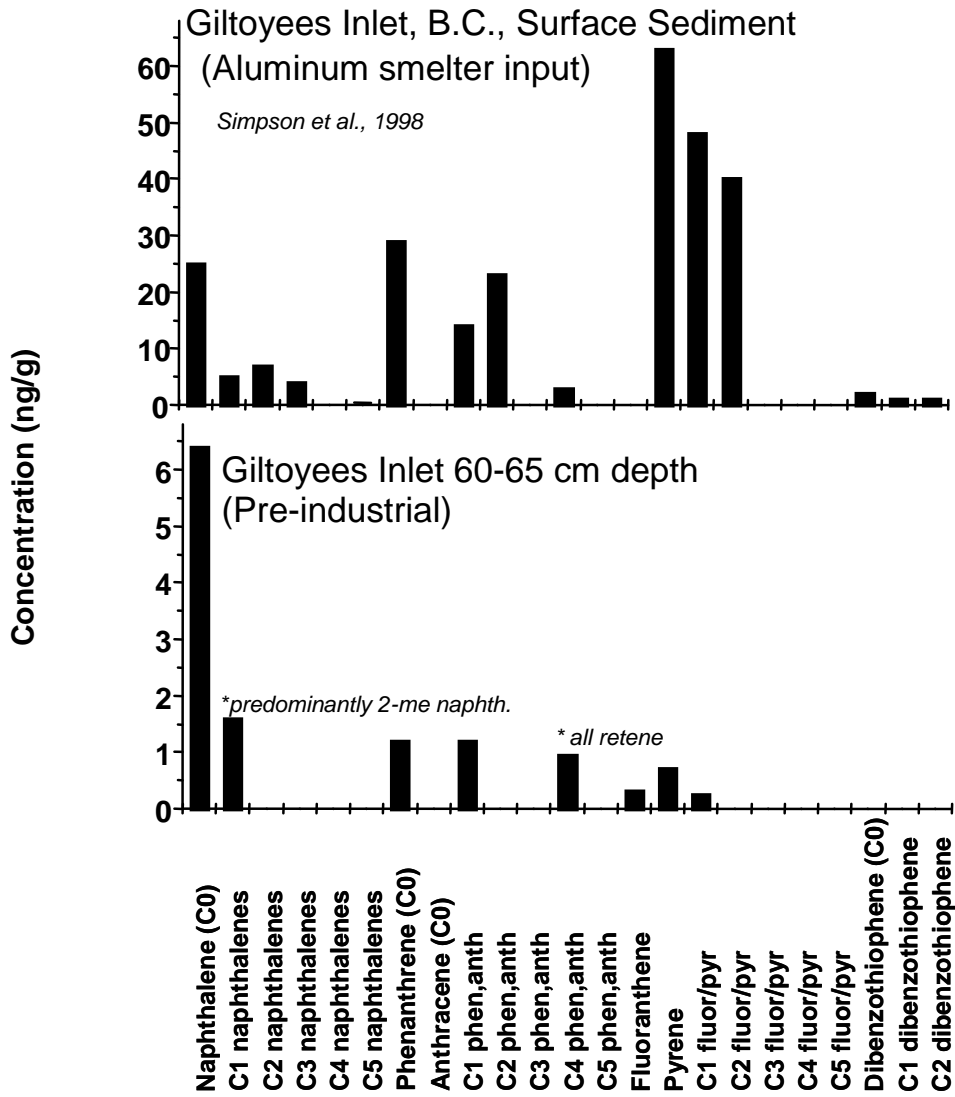 Giltoyees Inlet, B.C., Surface Sediment
(Aluminum smelter input)
Simpson et al., 1998
60
50
40
30
20
10
0
Concentration (ng/g)
Giltoyees Inlet 60-65 cm depth
(Pre-industrial)
6
5
4
3
2
1
0
*predominantly 2-me naphth.
* all retene
Naphthalene (C0)
C1 naphthalenes
C2 naphthalenes
C3 naphthalenes
C4 naphthalenes
C5 naphthalenes
Phenanthrene (C0)
Anthracene (C0)
C1 phen,anth
C2 phen,anth
C3 phen,anth
C4 phen,anth
C5 phen,anth
Fluoranthene
Pyrene
C1 fluor/pyr
C2 fluor/pyr
C3 fluor/pyr
C4 fluor/pyr
C5 fluor/pyr
Dibenzothiophene (C0)
C1 dibenzothiophene
C2 dibenzothiophene